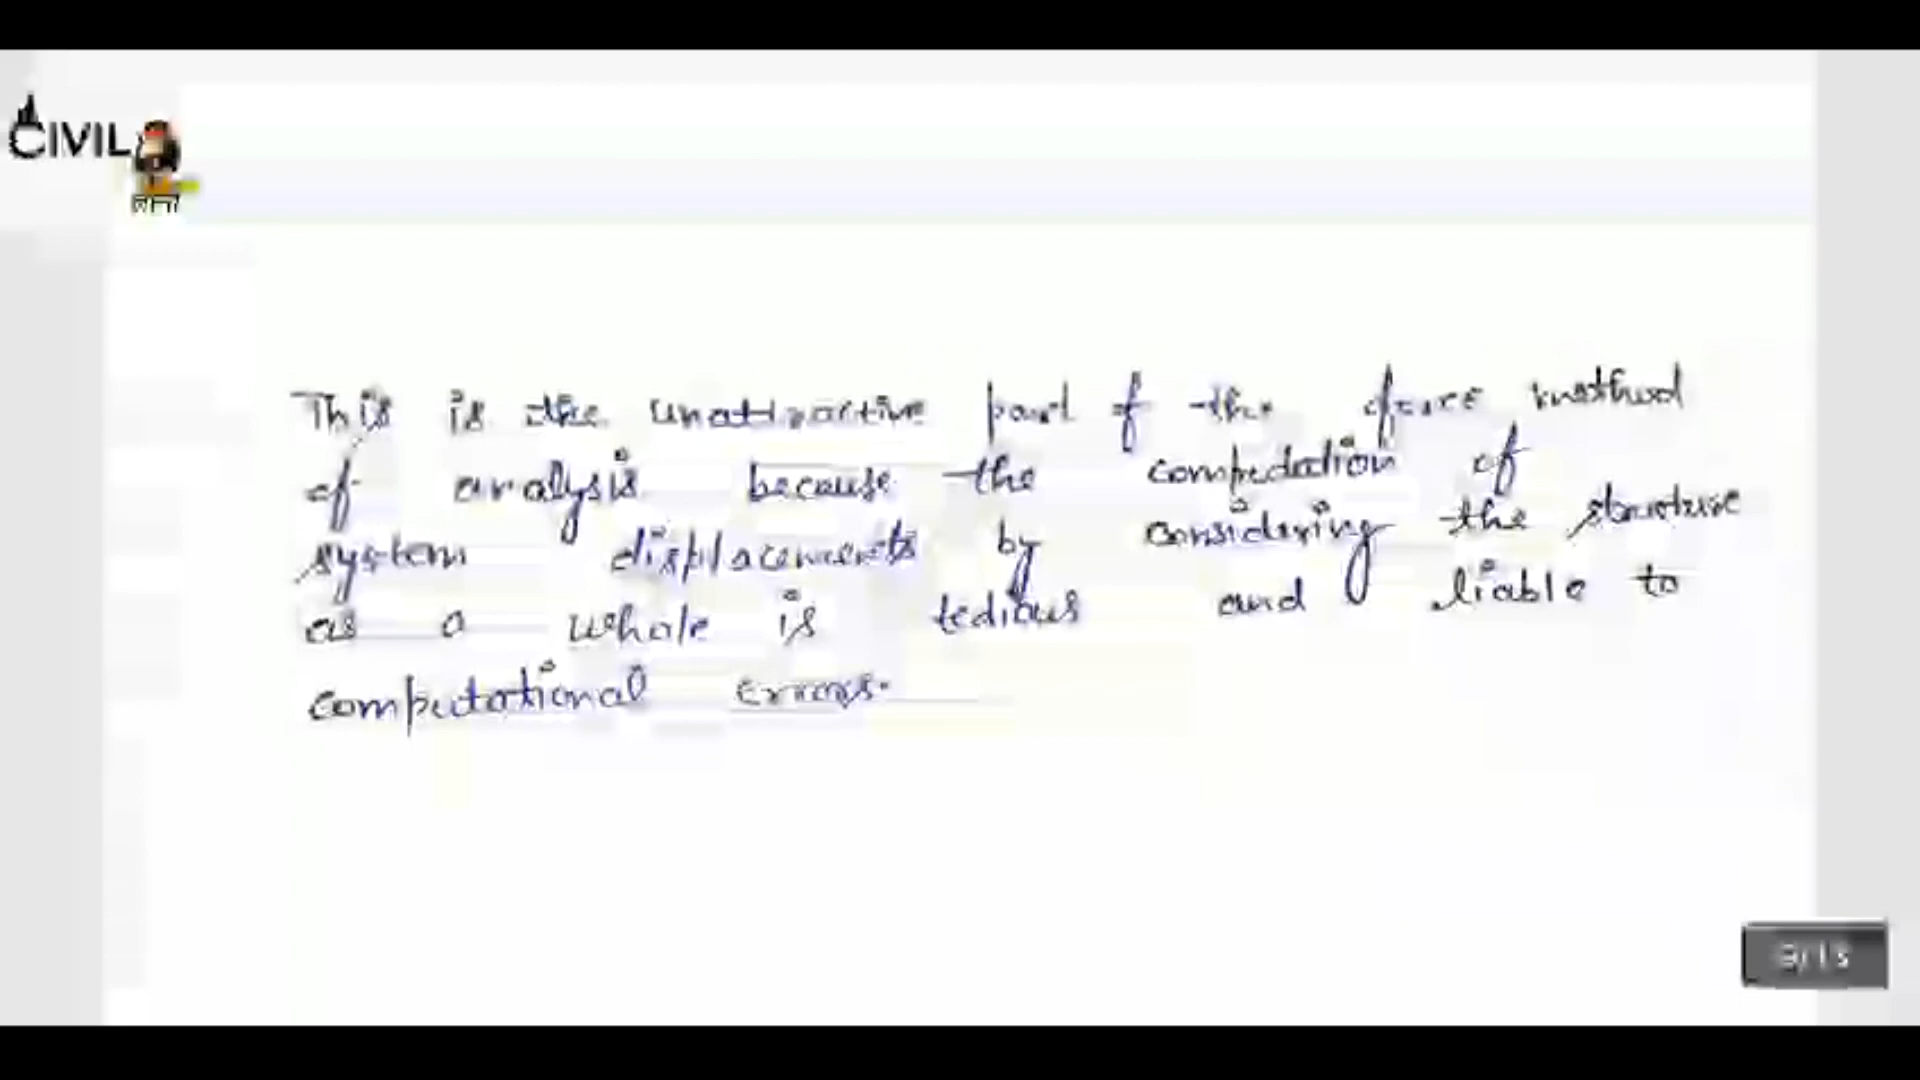 CIVIL
This is the unattractive part of the force method
of analysis because the computation of
system displacements by considering the structure
as a whole is tedious and liable to
computational errors.